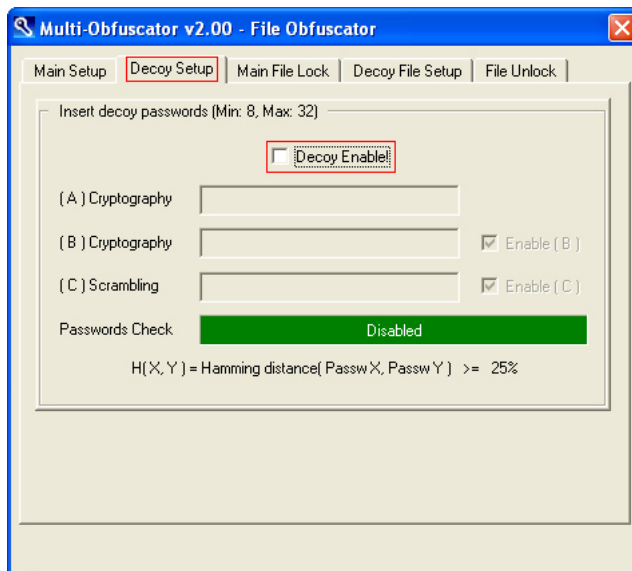 Multi-Obfuscator v2.00 - File Obfuscator
Main Setup Decoy Setup Main File Lock Decoy File Setup File Unlock
Insert decoy passwords (Min: 8, Max: 32)
Decoy Enable!
( A ) Cryptography
( B ) Cryptography Enable ( B )
( C ) Scrambling Enable ( C )
Passwords Check Disabled
H( X, Y ) = Hamming distance( Passw X, Passw Y ) >= 25%